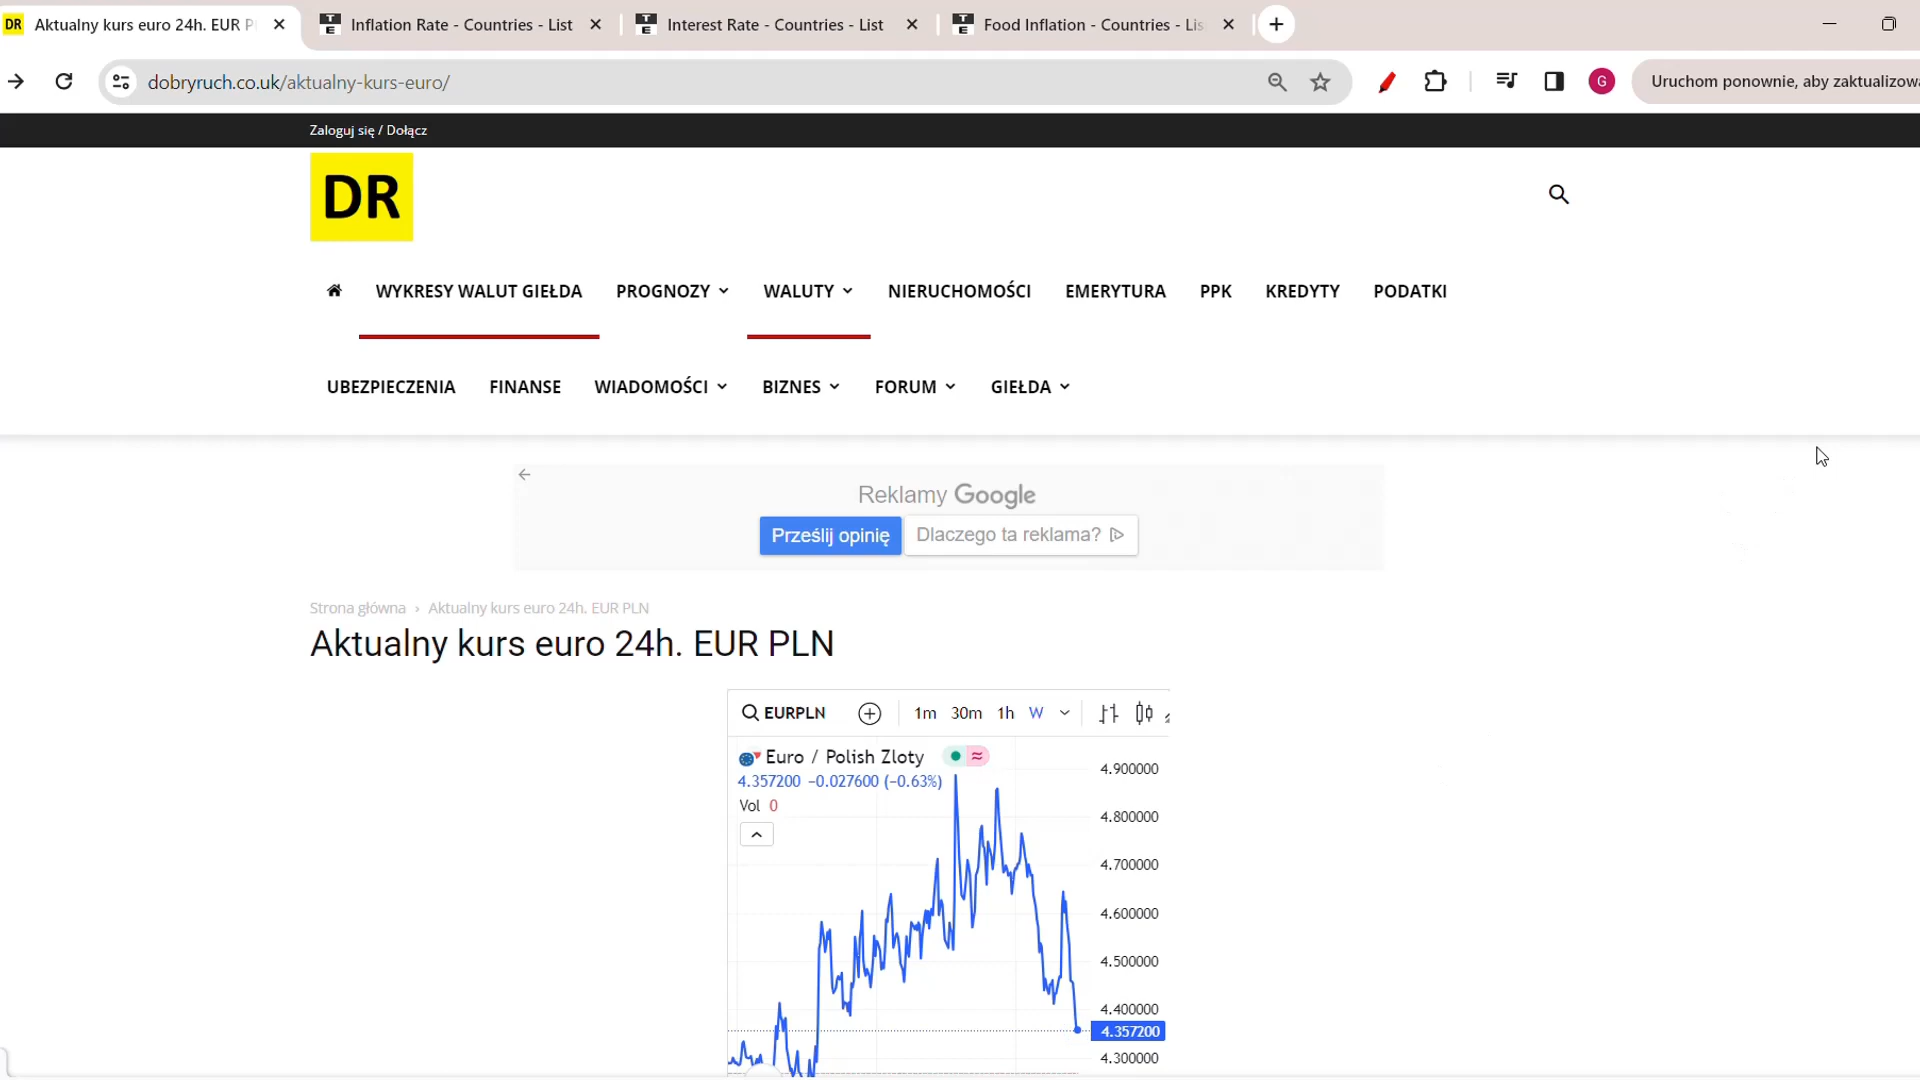 DR Aktualny kurs euro 24h. EUR P
Inflation Rate - Countries - List
Interest Rate - Countries - List
Food Inflation - Countries - Lis
dobryruch.co.uk/aktualny-kurs-euro/
G
Uruchom ponownie, aby zaktualizowa
Zaloguj się / Dołącz
DR
WYKRESY WALUT GIEŁDA PROGNOZY WALUTY NIERUCHOMOŚCI EMERYTURA PPK KREDYTY PODATKI
UBEZPIECZENIA FINANSE WIADOMOŚCI BIZNES FORUM GIEŁDA
Reklamy Google
Prześlij opinię Dlaczego ta reklama?
Strona główna › Aktualny kurs euro 24h. EUR PLN
Aktualny kurs euro 24h. EUR PLN
EURPLN 1m 30m 1h W
Euro / Polish Zloty
4.357200 −0.027600 (−0.63%)
Vol 0
4.900000
4.800000
4.700000
4.600000
4.500000
4.400000
4.357200
4.300000